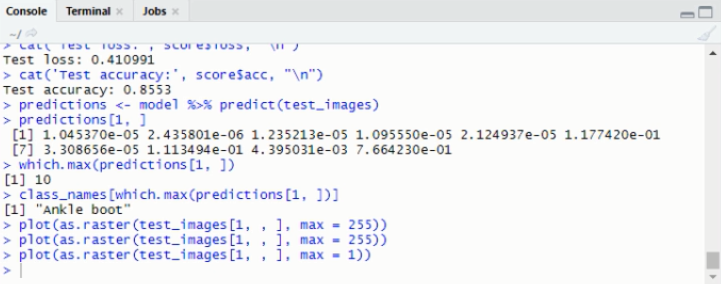 Console Terminal × Jobs ×
~/
> cat('Test loss:', score$loss, "\n")
Test loss: 0.410991
> cat('Test accuracy:', score$acc, "\n")
Test accuracy: 0.8553
> predictions <- model %>% predict(test_images)
> predictions[1, ]
[1] 1.045370e-05 2.435801e-06 1.235213e-05 1.095550e-05 2.124937e-05 1.177420e-01
[7] 3.308656e-05 1.113494e-01 4.395031e-03 7.664230e-01
> which.max(predictions[1, ])
[1] 10
> class_names[which.max(predictions[1, ])]
[1] "Ankle boot"
> plot(as.raster(test_images[1, , ], max = 255))
> plot(as.raster(test_images[1, , ], max = 255))
> plot(as.raster(test_images[1, , ], max = 1))
>